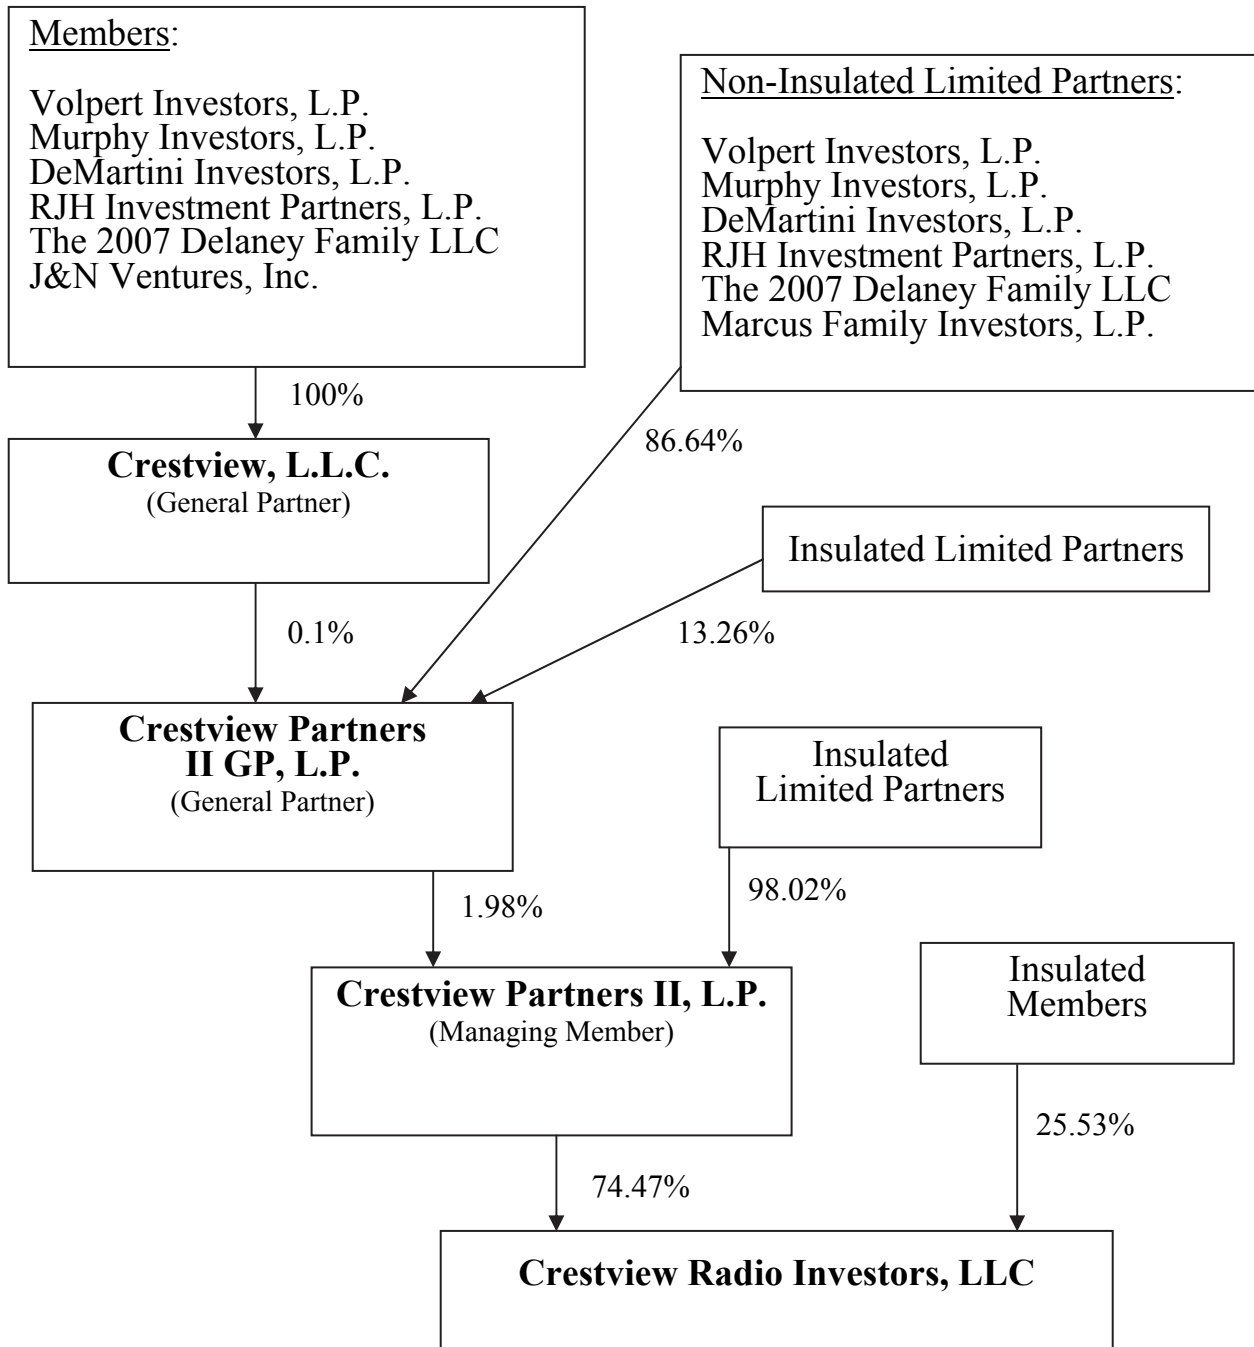 Members:
Volpert Investors, L.P.
Murphy Investors, L.P.
DeMartini Investors, L.P.
RJH Investment Partners, L.P.
The 2007 Delaney Family LLC
J&N Ventures, Inc.
Non-Insulated Limited Partners:
Volpert Investors, L.P.
Murphy Investors, L.P.
DeMartini Investors, L.P.
RJH Investment Partners, L.P.
The 2007 Delaney Family LLC
Marcus Family Investors, L.P.
100%
86.64%
Crestview, L.L.C.
(General Partner)
Insulated Limited Partners
0.1%
13.26%
Crestview Partners
II GP, L.P.
(General Partner)
Insulated
Limited Partners
1.98%
98.02%
Crestview Partners II, L.P.
(Managing Member)
Insulated
Members
74.47%
25.53%
Crestview Radio Investors, LLC